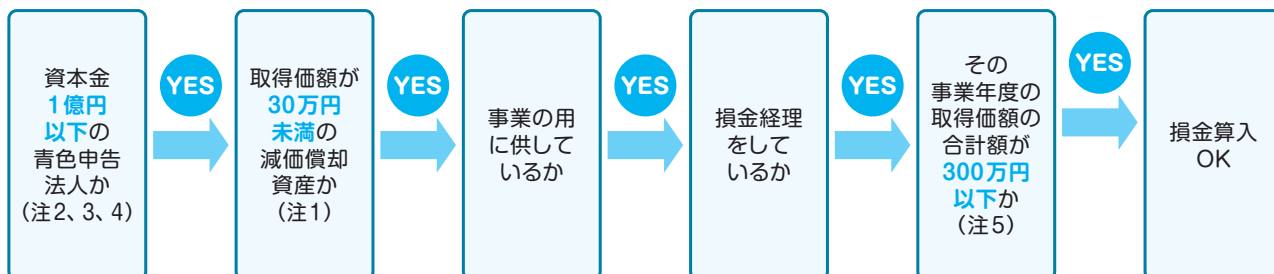 資本金
1億円
以下の
青色申告
法人か
（注2、3、4）
YES
取得価額が
30万円
未満の
減価償却
資産か
（注1）
YES
事業の用
に供して
いるか
YES
損金経理
をして
いるか
YES
その
事業年度の
取得価額の
合計額が
300万円
以下か
（注5）
YES
損金算入
OK